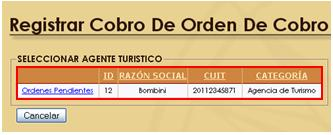 Registrar Cobro De Orden De Cobro
SELECCIONAR AGENTE TURISTICO
ID RAZÓN SOCIAL CUIT CATEGORÍA
Ordenes Pendientes 12 Bombini 20112345871 Agencia de Turismo
Cancelar